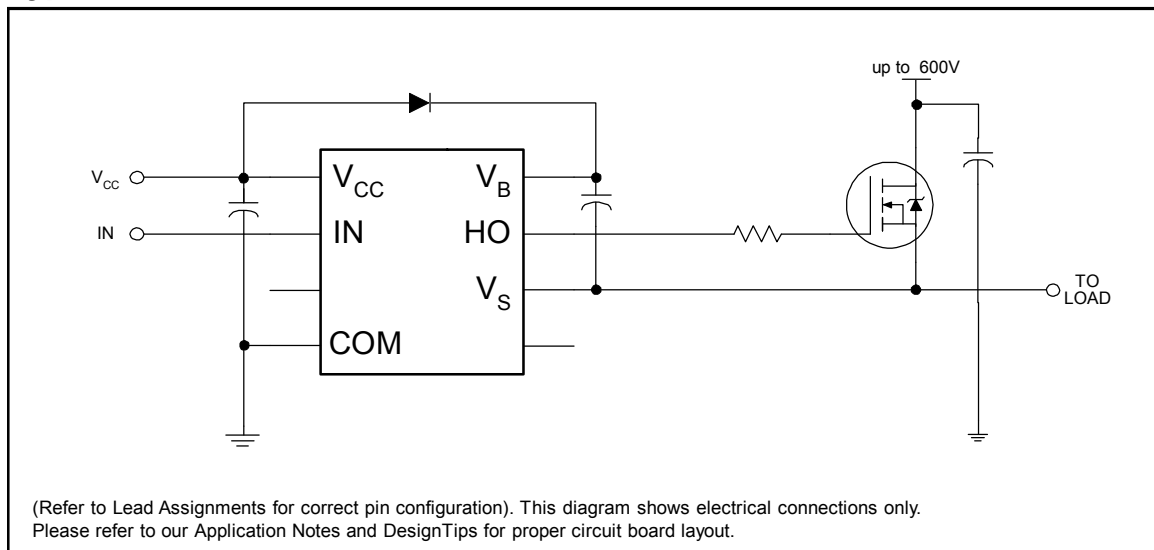 up to 600V
V_CC
V_CC
V_B
IN
IN
HO
V_S
TO
LOAD
COM
(Refer to Lead Assignments for correct pin configuration). This diagram shows electrical connections only.
Please refer to our Application Notes and DesignTips for proper circuit board layout.